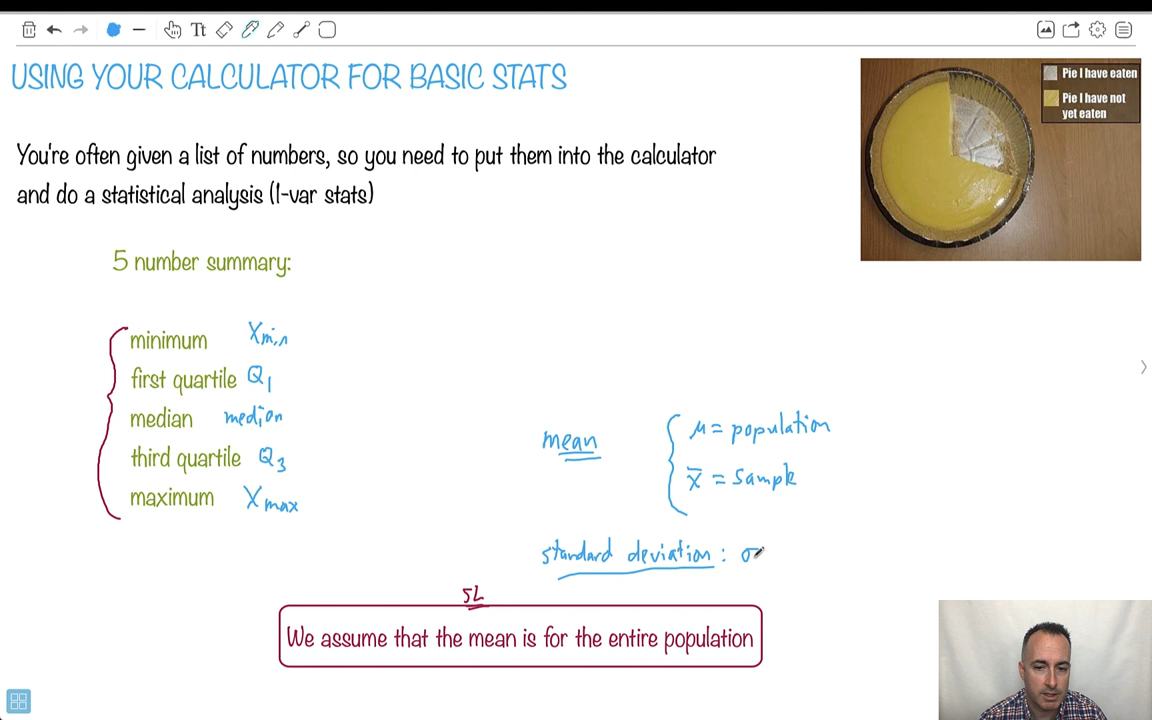 Tt
USING YOUR CALCULATOR FOR BASIC STATS
Pie I have eaten
Pie I have not
yet eaten
You're often given a list of numbers, so you need to put them into the calculator
and do a statistical analysis (1-var stats)
5 number summary:
minimum Xmin
first quartile Q1
median median
third quartile Q3
maximum Xmax
mean
μ = population
x̄ = sample
standard deviation : σ
SL
We assume that the mean is for the entire population